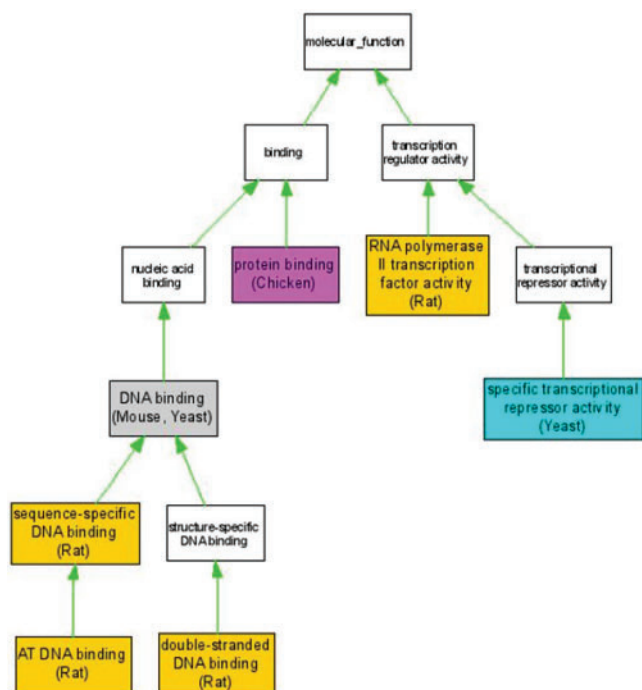 molecular_function
binding
transcription
regulator activity
nucleic acid
binding
protein binding
(Chicken)
RNA polymerase
II transcription
factor activity
(Rat)
transcriptional
repressor activity
DNA binding
(Mouse, Yeast)
specific transcriptional
repressor activity
(Yeast)
sequence-specific
DNA binding
(Rat)
structure-specific
DNA binding
AT DNA binding
(Rat)
double-stranded
DNA binding
(Rat)